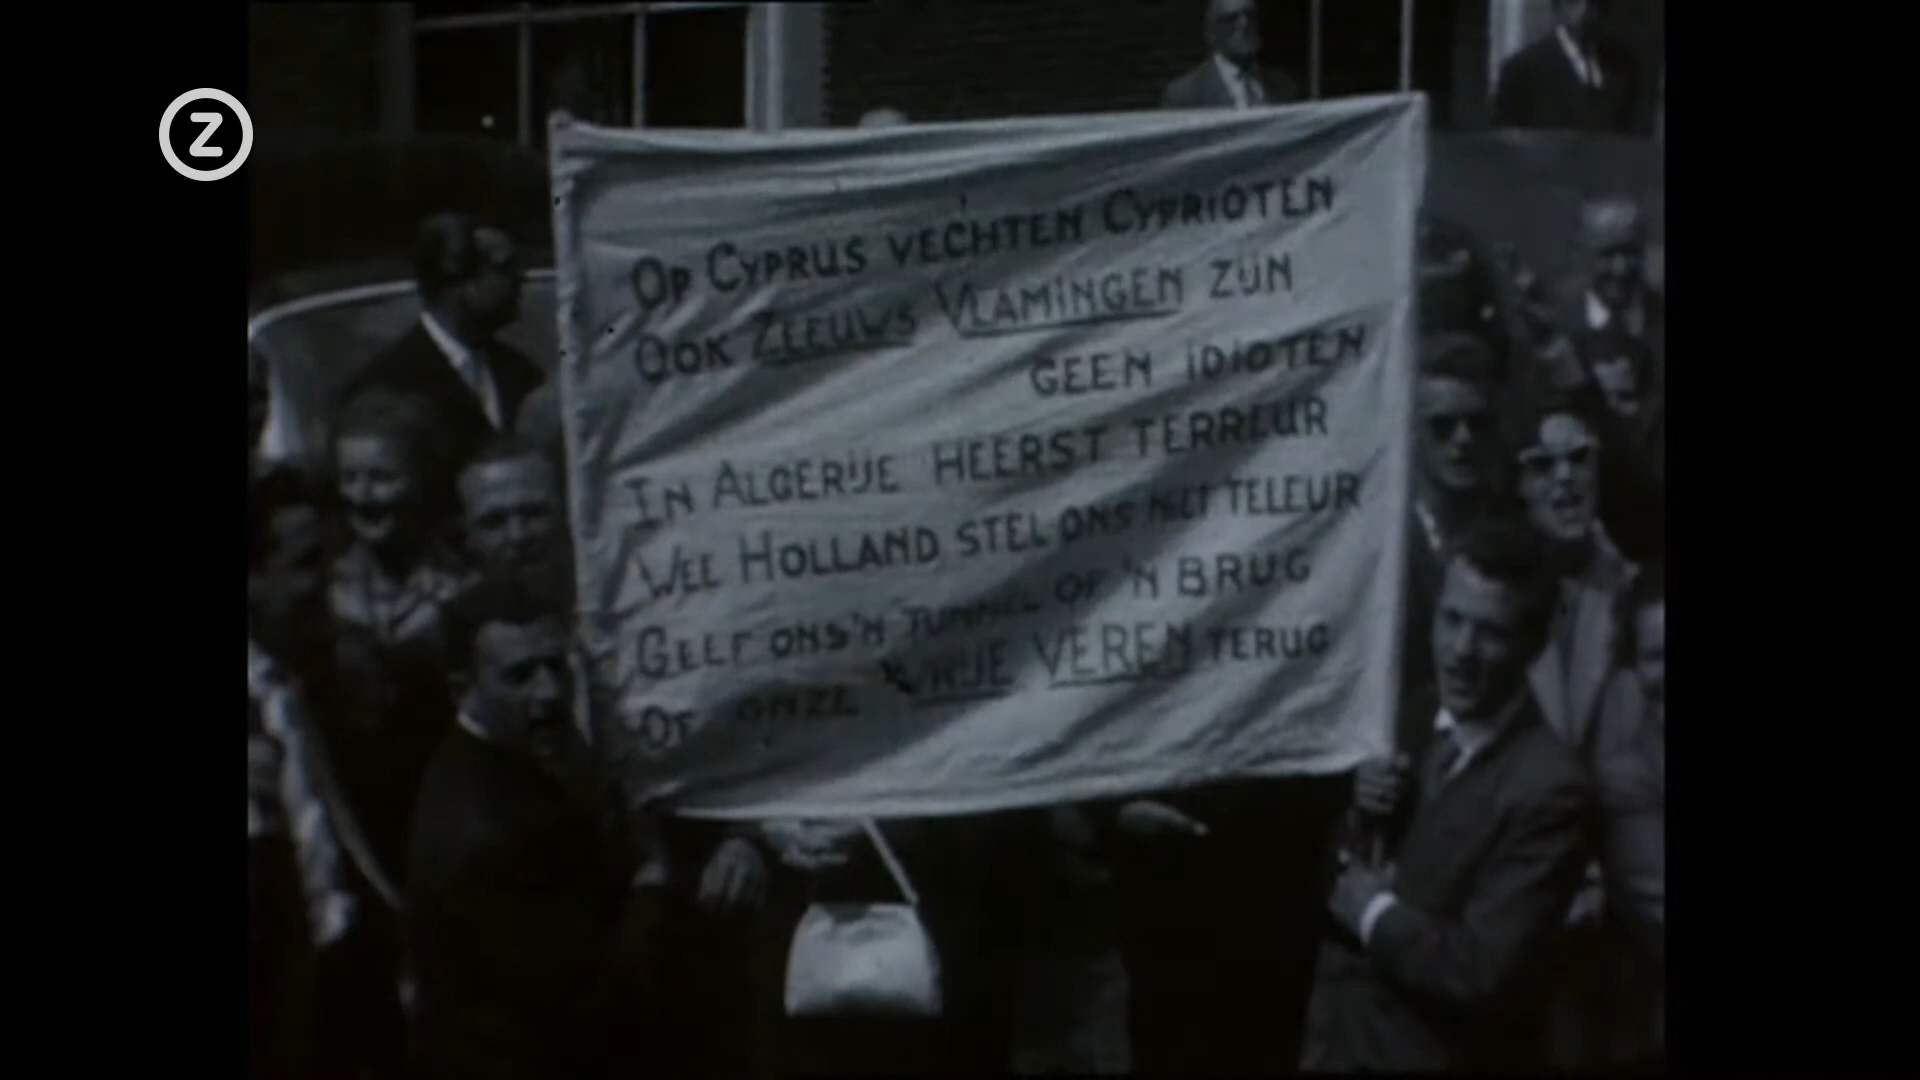 Z
OP CYPRUS VECHTEN CYPRIOTEN
OOK ZEEUWS VLAMINGEN ZIJN
GEEN IDIOTEN
IN ALGERIJE HEERST TERREUR
WEL HOLLAND STEL ONS NIET TELEUR
GEEF ONS 'N TUNNEL OF 'N BRUG
OF ONZE VRIJE VEREN TERUG